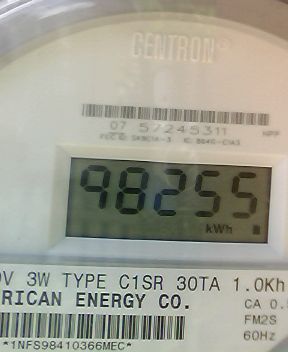 CENTRON®
07 57245311
98255
kWh
V 3W TYPE C1SR 30TA 1.0Kh
RICAN ENERGY CO.
CA 0.
FM2S
60Hz
*1NFS98410366MEC*